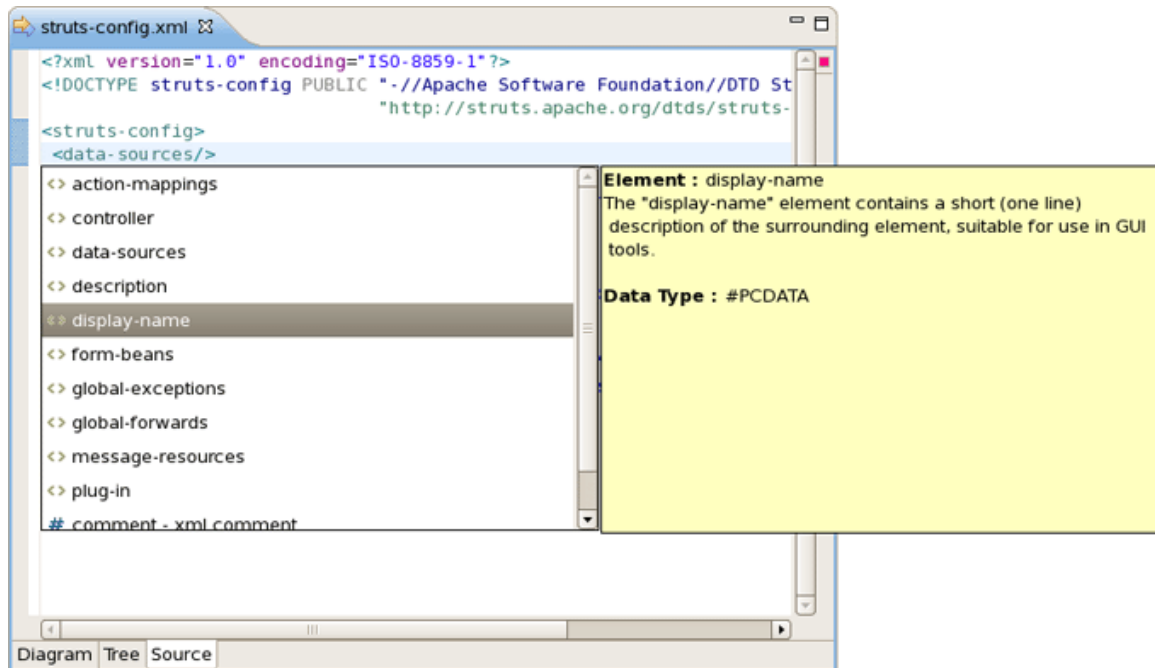 struts-config.xml
<?xml version="1.0" encoding="ISO-8859-1"?>
<!DOCTYPE struts-config PUBLIC "-//Apache Software Foundation//DTD St
"http://struts.apache.org/dtds/struts-
<struts-config>
<data-sources/>
<> action-mappings
<> controller
<> data-sources
<> description
<> display-name
<> form-beans
<> global-exceptions
<> global-forwards
<> message-resources
<> plug-in
# comment - xml comment
Element : display-name
The "display-name" element contains a short (one line)
description of the surrounding element, suitable for use in GUI
tools.
Data Type : #PCDATA
Diagram Tree Source